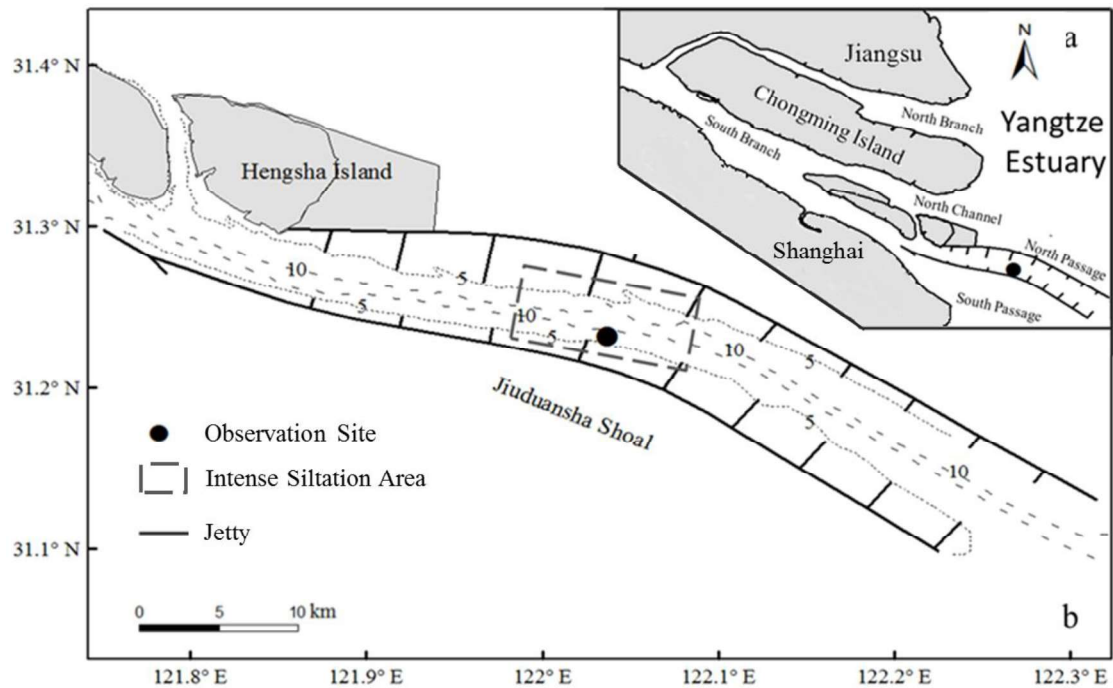 a
N
Jiangsu
Chongming Island
North Branch
South Branch
Yangtze
Estuary
North Channel
Shanghai
North Passage
South Passage
31.4° N
31.3° N
31.2° N
31.1° N
Hengsha Island
10
5
5
10
5
10
5
5
10
Jiuduansha Shoal
Observation Site
Intense Siltation Area
Jetty
0 5 10 km
b
121.8° E 121.9° E 122° E 122.1° E 122.2° E 122.3° E